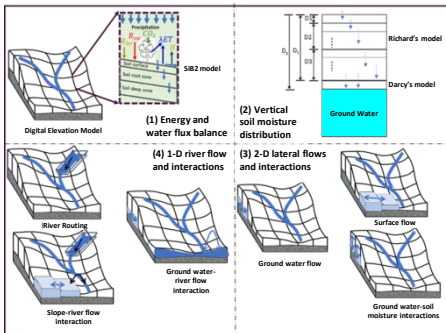 Precipitation
CO₂
λET
H
Soil surface
Soil root zone
Soil deep zone
SiB2 model
Digital Elevation Model
(1) Energy and
water flux balance
D1
D2
D3
Richard's model
Darcy's model
Ground Water
(2) Vertical
soil moisture
distribution
(4) 1-D river flow
and interactions
River Routing
Slope-river flow
interaction
Ground water-
river flow
interaction
(3) 2-D lateral flows
and interactions
Surface flow
Ground water flow
Ground water-soil
moisture interactions